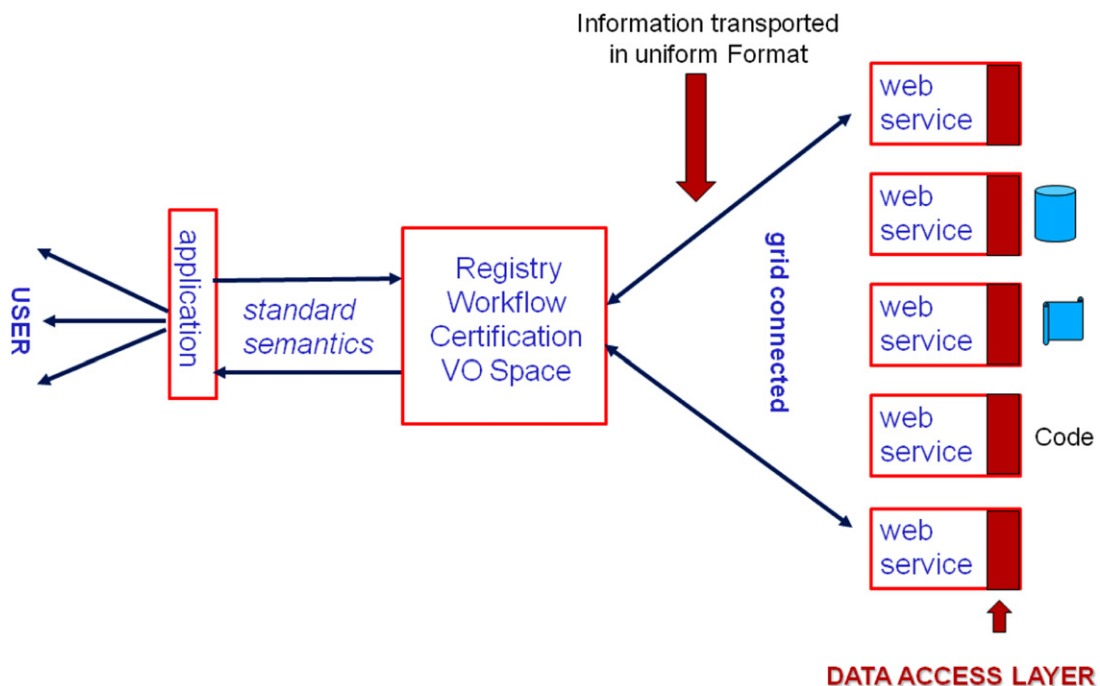 Information transported
in uniform Format
USER
application
standard
semantics
Registry
Workflow
Certification
VO Space
grid connected
web
service
web
service
web
service
web
service
Code
web
service
DATA ACCESS LAYER